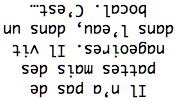 Il n'a pas de
pattes mais des
nageoires. Il vit
dans l'eau, dans un
bocal. C'est…